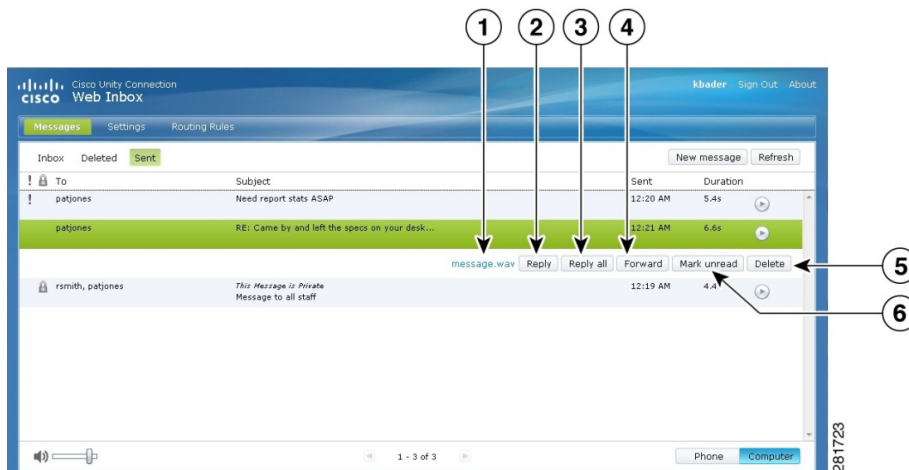 1 2 3 4
Cisco Unity Connection
CISCO Web Inbox
kbader Sign Out About
Messages Settings Routing Rules
Inbox Deleted Sent New message Refresh
! To Subject Sent Duration
! patjones Need report stats ASAP 12:20 AM 5.4s
patjones RE: Came by and left the specs on your desk... 12:21 AM 6.6s
message.wav Reply Reply all Forward Mark unread Delete 5
rsmith, patjones This Message is Private 12:19 AM 4.4
Message to all staff
6
1 - 3 of 3 Phone Computer
281723